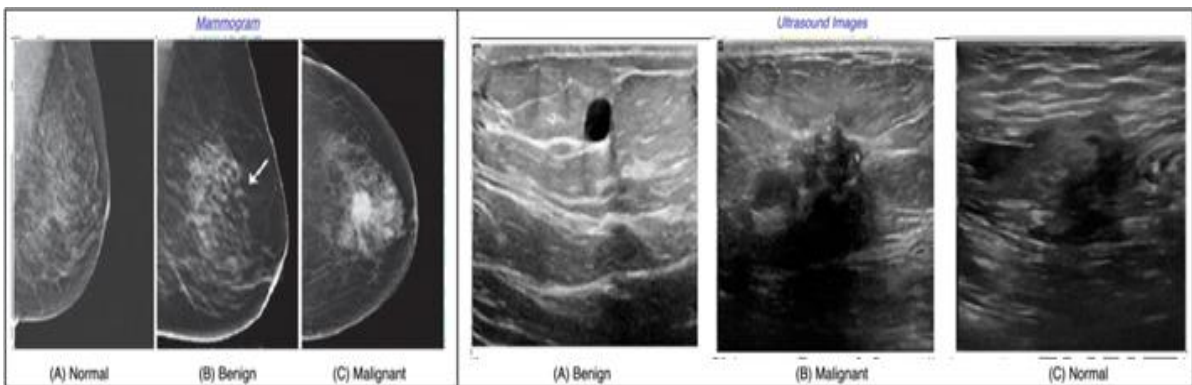 Mammogram
(A) Normal
(B) Benign
(C) Malignant
Ultrasound Images
(A) Benign
(B) Malignant
(C) Normal